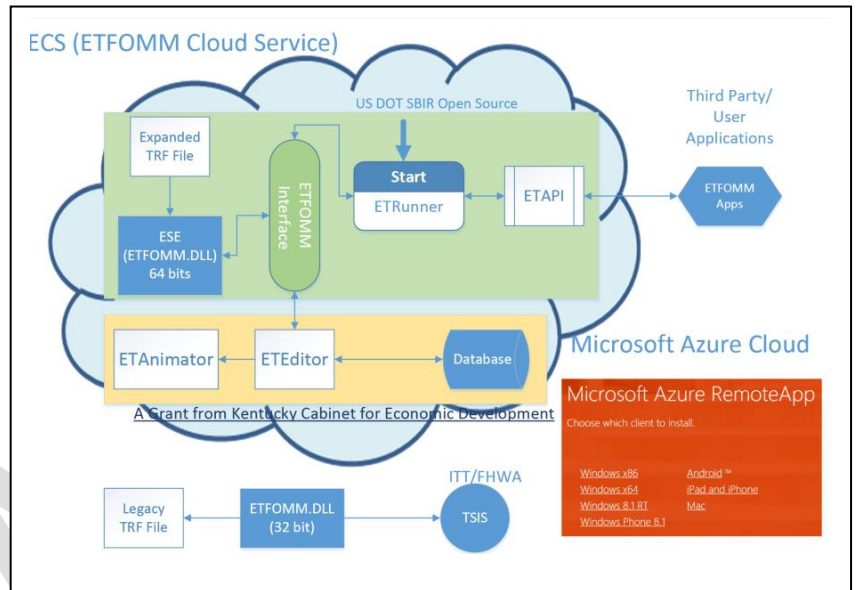 ECS (ETFOMM Cloud Service)
US DOT SBIR Open Source
Third Party/
User
Applications
Expanded
TRF File
ETFOMM
Interface
Start
ETRunner
ETAPI
ETFOMM
Apps
ESE
(ETFOMM.DLL)
64 bits
ETAnimator
ETEditor
Database
A Grant from Kentucky Cabinet for Economic Development
Microsoft Azure Cloud
Microsoft Azure RemoteApp
Choose which client to install.
Windows x86
Windows x64
Windows 8.1 RT
Windows Phone 8.1
Android ™
iPad and iPhone
Mac
Legacy
TRF File
ETFOMM.DLL
(32 bit)
ITT/FHWA
TSIS